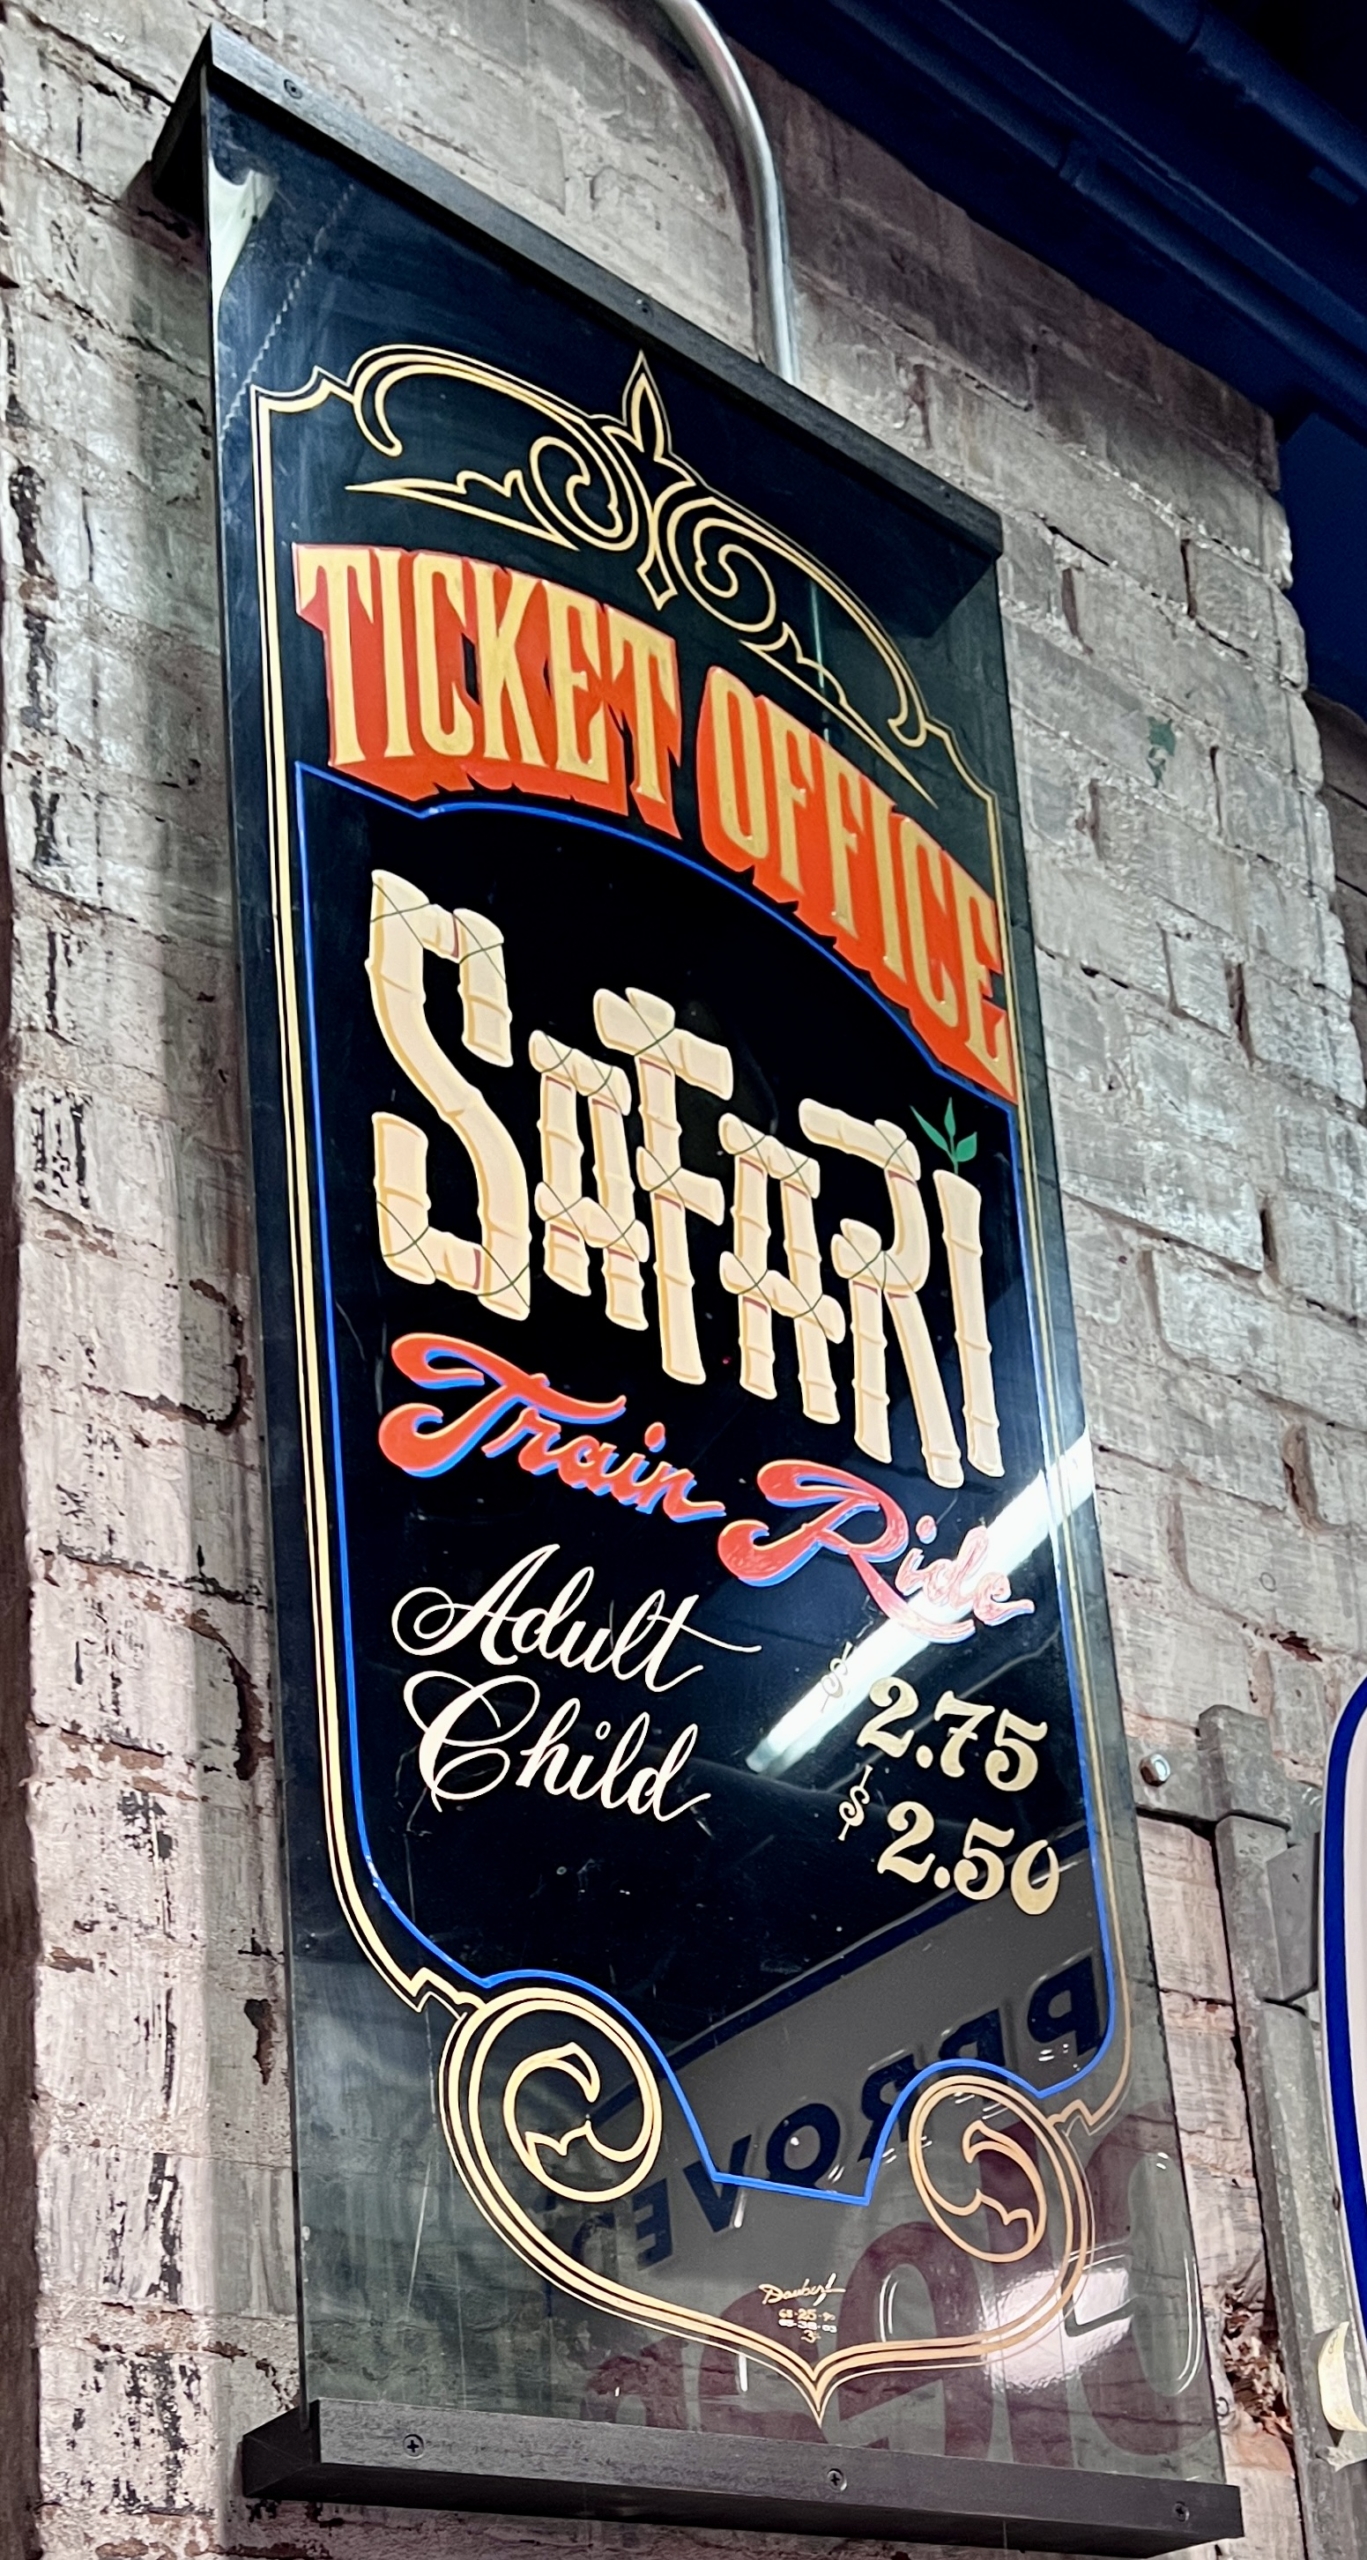 TICKET OFFICE
SAFARI
Train Ride
Adult $2.75
Child $2.50